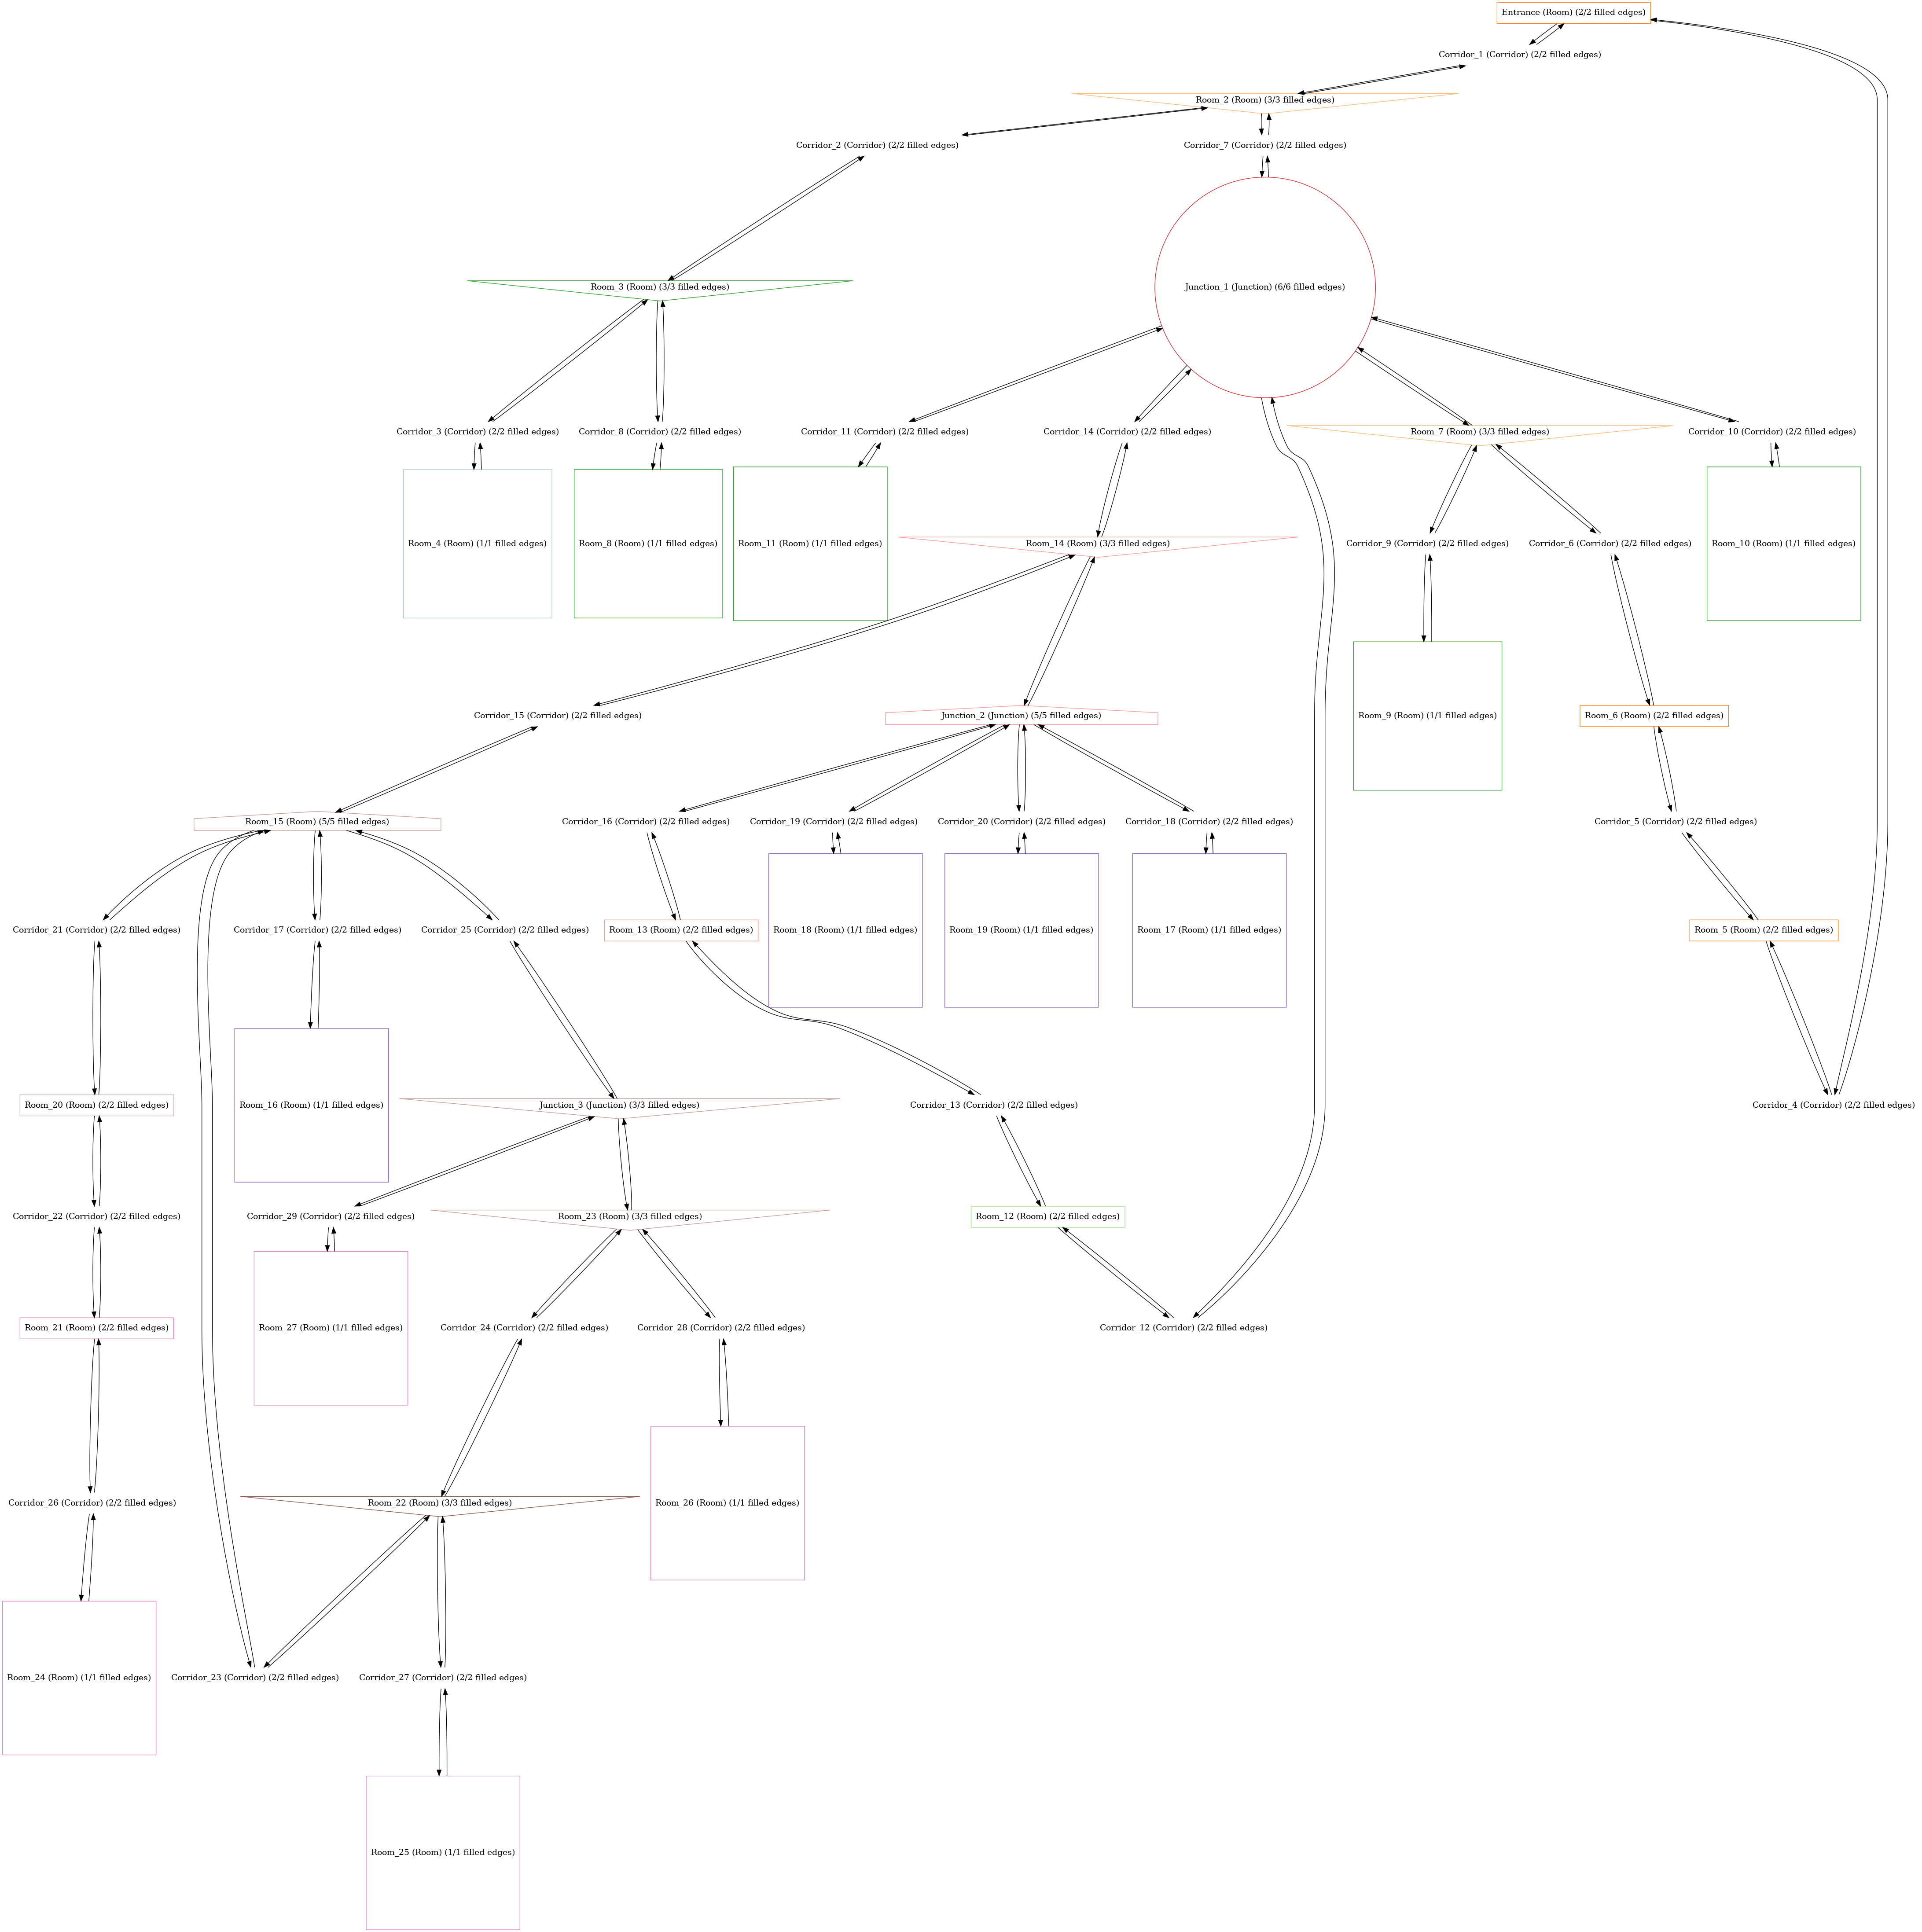 Entrance (Room) (2/2 filled edges)
Corridor_1 (Corridor) (2/2 filled edges)
Room_2 (Room) (3/3 filled edges)
Corridor_2 (Corridor) (2/2 filled edges)
Corridor_7 (Corridor) (2/2 filled edges)
Room_3 (Room) (3/3 filled edges)
Junction_1 (Junction) (6/6 filled edges)
Corridor_3 (Corridor) (2/2 filled edges)
Corridor_8 (Corridor) (2/2 filled edges)
Corridor_11 (Corridor) (2/2 filled edges)
Corridor_14 (Corridor) (2/2 filled edges)
Room_7 (Room) (3/3 filled edges)
Corridor_10 (Corridor) (2/2 filled edges)
Room_4 (Room) (1/1 filled edges)
Room_8 (Room) (1/1 filled edges)
Room_11 (Room) (1/1 filled edges)
Room_14 (Room) (3/3 filled edges)
Corridor_9 (Corridor) (2/2 filled edges)
Corridor_6 (Corridor) (2/2 filled edges)
Room_10 (Room) (1/1 filled edges)
Corridor_15 (Corridor) (2/2 filled edges)
Junction_2 (Junction) (5/5 filled edges)
Room_9 (Room) (1/1 filled edges)
Room_6 (Room) (2/2 filled edges)
Room_15 (Room) (5/5 filled edges)
Corridor_16 (Corridor) (2/2 filled edges)
Corridor_19 (Corridor) (2/2 filled edges)
Corridor_20 (Corridor) (2/2 filled edges)
Corridor_18 (Corridor) (2/2 filled edges)
Corridor_5 (Corridor) (2/2 filled edges)
Corridor_21 (Corridor) (2/2 filled edges)
Corridor_17 (Corridor) (2/2 filled edges)
Corridor_25 (Corridor) (2/2 filled edges)
Room_13 (Room) (2/2 filled edges)
Room_18 (Room) (1/1 filled edges)
Room_19 (Room) (1/1 filled edges)
Room_17 (Room) (1/1 filled edges)
Room_5 (Room) (2/2 filled edges)
Room_20 (Room) (2/2 filled edges)
Room_16 (Room) (1/1 filled edges)
Junction_3 (Junction) (3/3 filled edges)
Corridor_13 (Corridor) (2/2 filled edges)
Corridor_4 (Corridor) (2/2 filled edges)
Corridor_22 (Corridor) (2/2 filled edges)
Corridor_29 (Corridor) (2/2 filled edges)
Room_23 (Room) (3/3 filled edges)
Room_12 (Room) (2/2 filled edges)
Room_21 (Room) (2/2 filled edges)
Room_27 (Room) (1/1 filled edges)
Corridor_24 (Corridor) (2/2 filled edges)
Corridor_28 (Corridor) (2/2 filled edges)
Corridor_12 (Corridor) (2/2 filled edges)
Corridor_26 (Corridor) (2/2 filled edges)
Room_22 (Room) (3/3 filled edges)
Room_26 (Room) (1/1 filled edges)
Room_24 (Room) (1/1 filled edges)
Corridor_23 (Corridor) (2/2 filled edges)
Corridor_27 (Corridor) (2/2 filled edges)
Room_25 (Room) (1/1 filled edges)